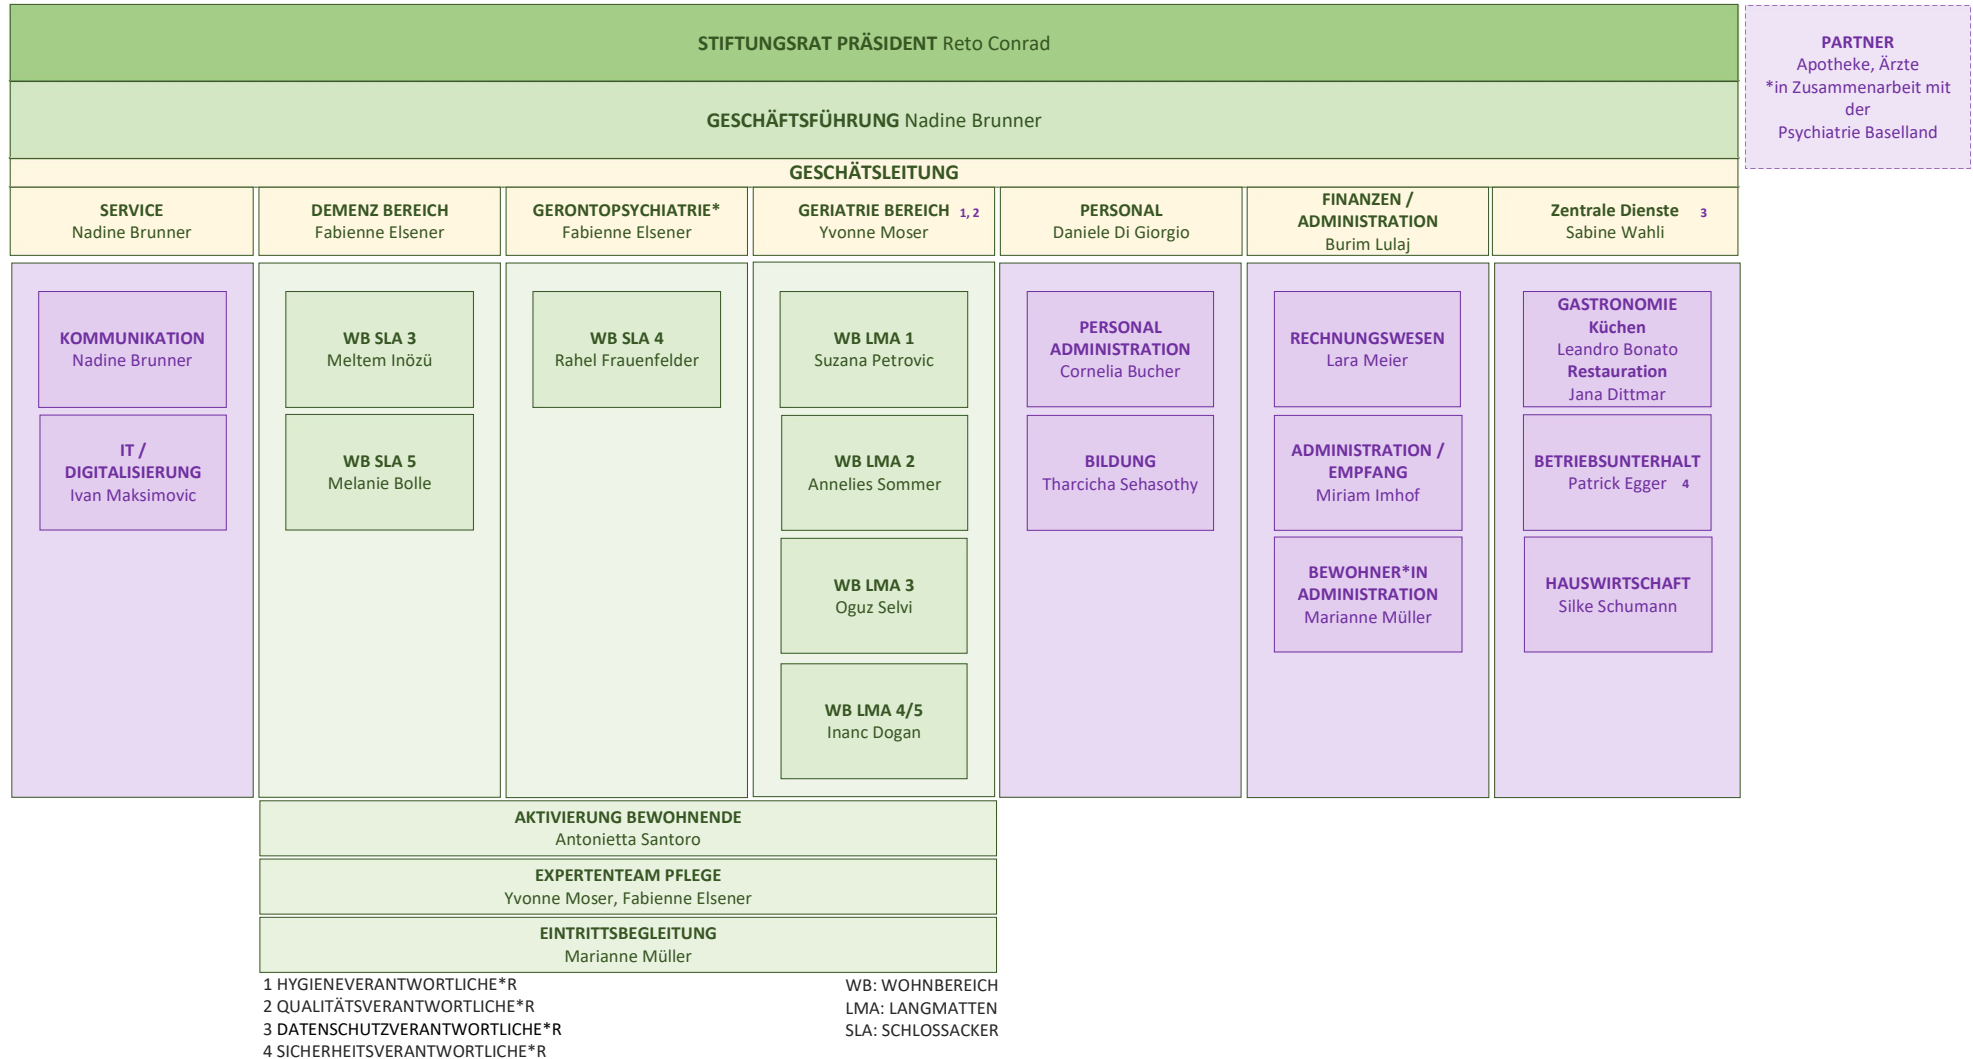 STIFTUNGSRAT PRÄSIDENT Reto Conrad
PARTNER
Apotheke, Ärzte
*in Zusammenarbeit mit
der
Psychiatrie Baselland
GESCHÄFTSFÜHRUNG Nadine Brunner
GESCHÄTSLEITUNG
SERVICE
Nadine Brunner
DEMENZ BEREICH
Fabienne Elsener
GERONTOPSYCHIATRIE*
Fabienne Elsener
GERIATRIE BEREICH 1, 2
Yvonne Moser
PERSONAL
Daniele Di Giorgio
FINANZEN /
ADMINISTRATION
Burim Lulaj
Zentrale Dienste 3
Sabine Wahli
KOMMUNIKATION
Nadine Brunner
IT /
DIGITALISIERUNG
Ivan Maksimovic
WB SLA 3
Meltem Inözü
WB SLA 5
Melanie Bolle
WB SLA 4
Rahel Frauenfelder
WB LMA 1
Suzana Petrovic
WB LMA 2
Annelies Sommer
WB LMA 3
Oguz Selvi
WB LMA 4/5
Inanc Dogan
PERSONAL
ADMINISTRATION
Cornelia Bucher
BILDUNG
Tharcicha Sehasothy
RECHNUNGSWESEN
Lara Meier
ADMINISTRATION /
EMPFANG
Miriam Imhof
BEWOHNER*IN
ADMINISTRATION
Marianne Müller
GASTRONOMIE
Küchen
Leandro Bonato
Restauration
Jana Dittmar
BETRIEBSUNTERHALT
Patrick Egger 4
HAUSWIRTSCHAFT
Silke Schumann
AKTIVIERUNG BEWOHNENDE
Antonietta Santoro
EXPERTENTEAM PFLEGE
Yvonne Moser, Fabienne Elsener
EINTRITTSBEGLEITUNG
Marianne Müller
1 HYGIENEVERANTWORTLICHE*R
2 QUALITÄTSVERANTWORTLICHE*R
3 DATENSCHUTZVERANTWORTLICHE*R
4 SICHERHEITSVERANTWORTLICHE*R
WB: WOHNBEREICH
LMA: LANGMATTEN
SLA: SCHLOSSACKER